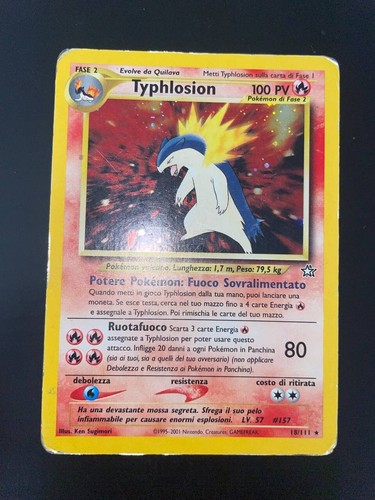 FASE 2
Evolve da Quilava
Metti Typhlosion sulla carta di Fase 1
Typhlosion
100 PV
Pokémon di Fase 2
Pokémon vulcano. Lunghezza: 1,7 m, Peso: 79,5 kg
Potere Pokémon: Fuoco Sovralimentato
Quando metti in gioco Typhlosion dalla tua mano, puoi lanciare una
moneta. Se esce testa, cerca nel tuo mazzo fino a 4 carte Energia
e assegnale a Typhlosion. Poi rimischia le carte del tuo mazzo.
Ruotafuoco Scarta 3 carte Energia
assegnate a Typhlosion per poter usare questo
attacco. Infligge 20 danni a ogni Pokémon in Panchina
(sia ai tuoi, sia a quelli del tuo avversario) (non applicare
Debolezza e Resistenza ai Pokémon in Panchina).
80
debolezza
resistenza
costo di ritirata
Ha una devastante mossa segreta. Sfrega il suo pelo
infiammabile per causare enormi esplosioni. LV. 57 #157
Illus. Ken Sugimori
©1995-2001 Nintendo, Creatures, GAMEFREAK.
18/111 ★